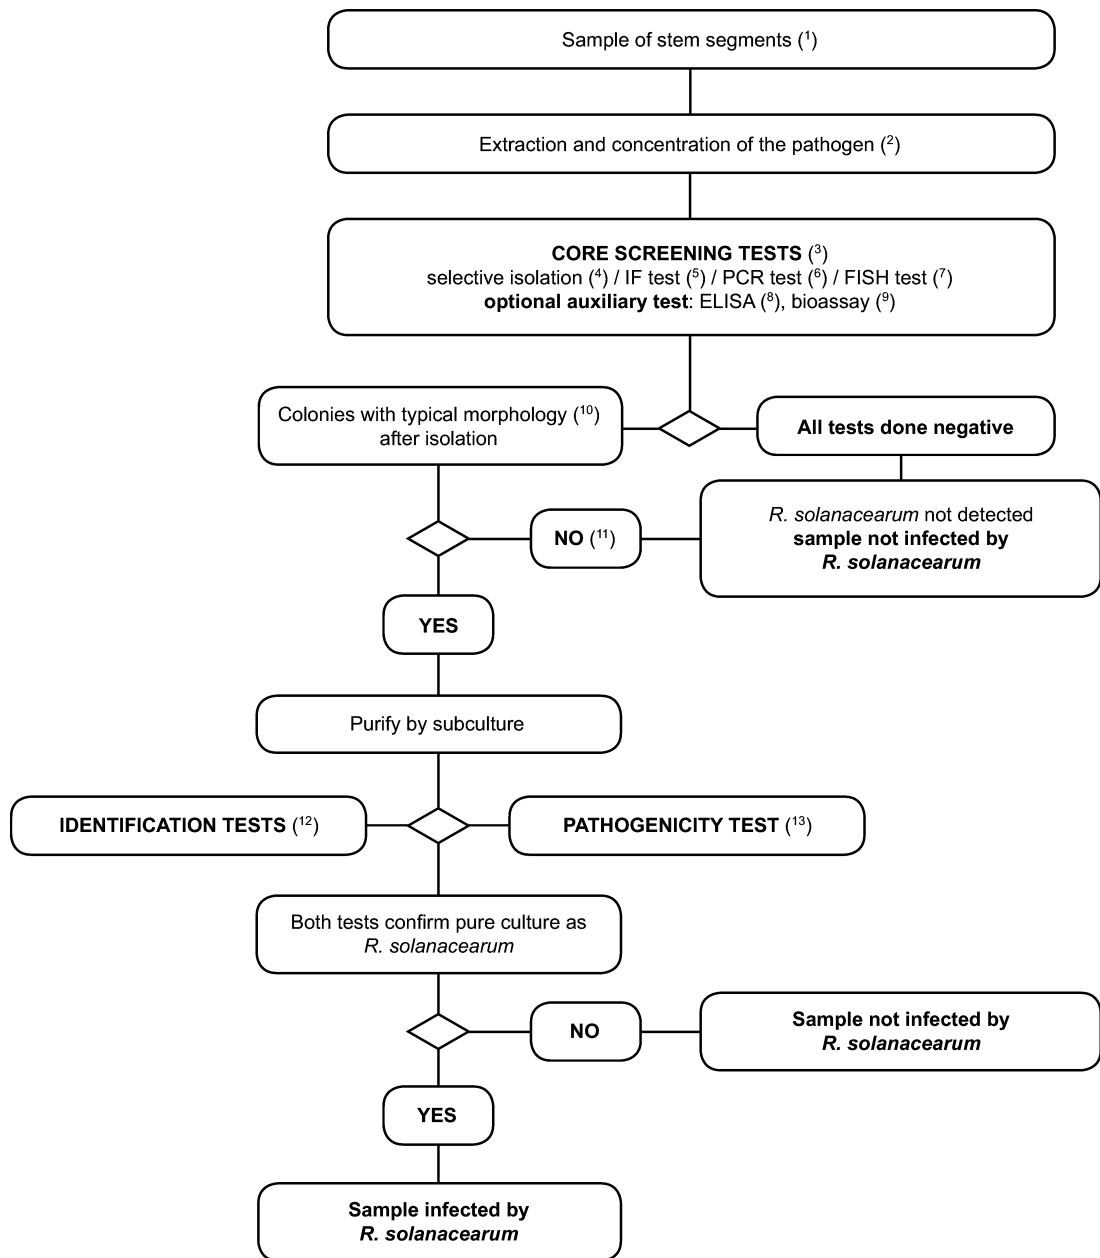 Sample of stem segments (¹)
Extraction and concentration of the pathogen (²)
CORE SCREENING TESTS (³)
selective isolation (⁴) / IF test (⁵) / PCR test (⁶) / FISH test (⁷)
optional auxiliary test: ELISA (⁸), bioassay (⁹)
Colonies with typical morphology (¹⁰)
after isolation
All tests done negative
NO (¹¹)
R. solanacearum not detected
sample not infected by
R. solanacearum
YES
Purify by subculture
IDENTIFICATION TESTS (¹²)
PATHOGENICITY TEST (¹³)
Both tests confirm pure culture as
R. solanacearum
NO
Sample not infected by
R. solanacearum
YES
Sample infected by
R. solanacearum